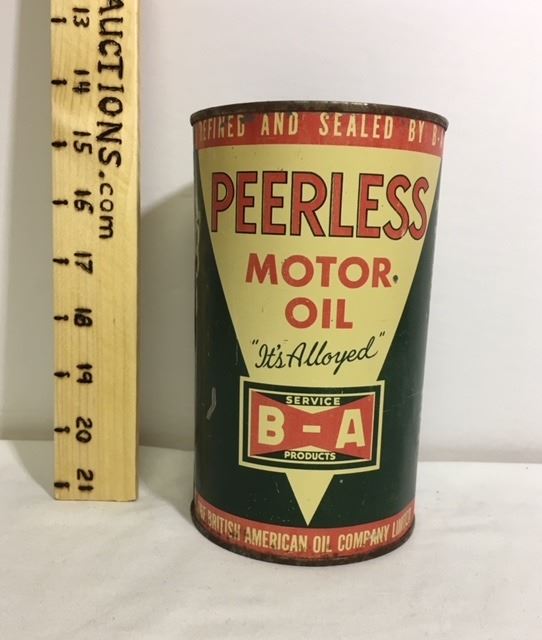 AUCTIONS.com
13
14
15
16
17
18
19
20
21
REFINED AND SEALED BY B-
PEERLESS
MOTOR
OIL
"It's Alloyed"
SERVICE
B-A
PRODUCTS
THE BRITISH AMERICAN OIL COMPANY LIMITED